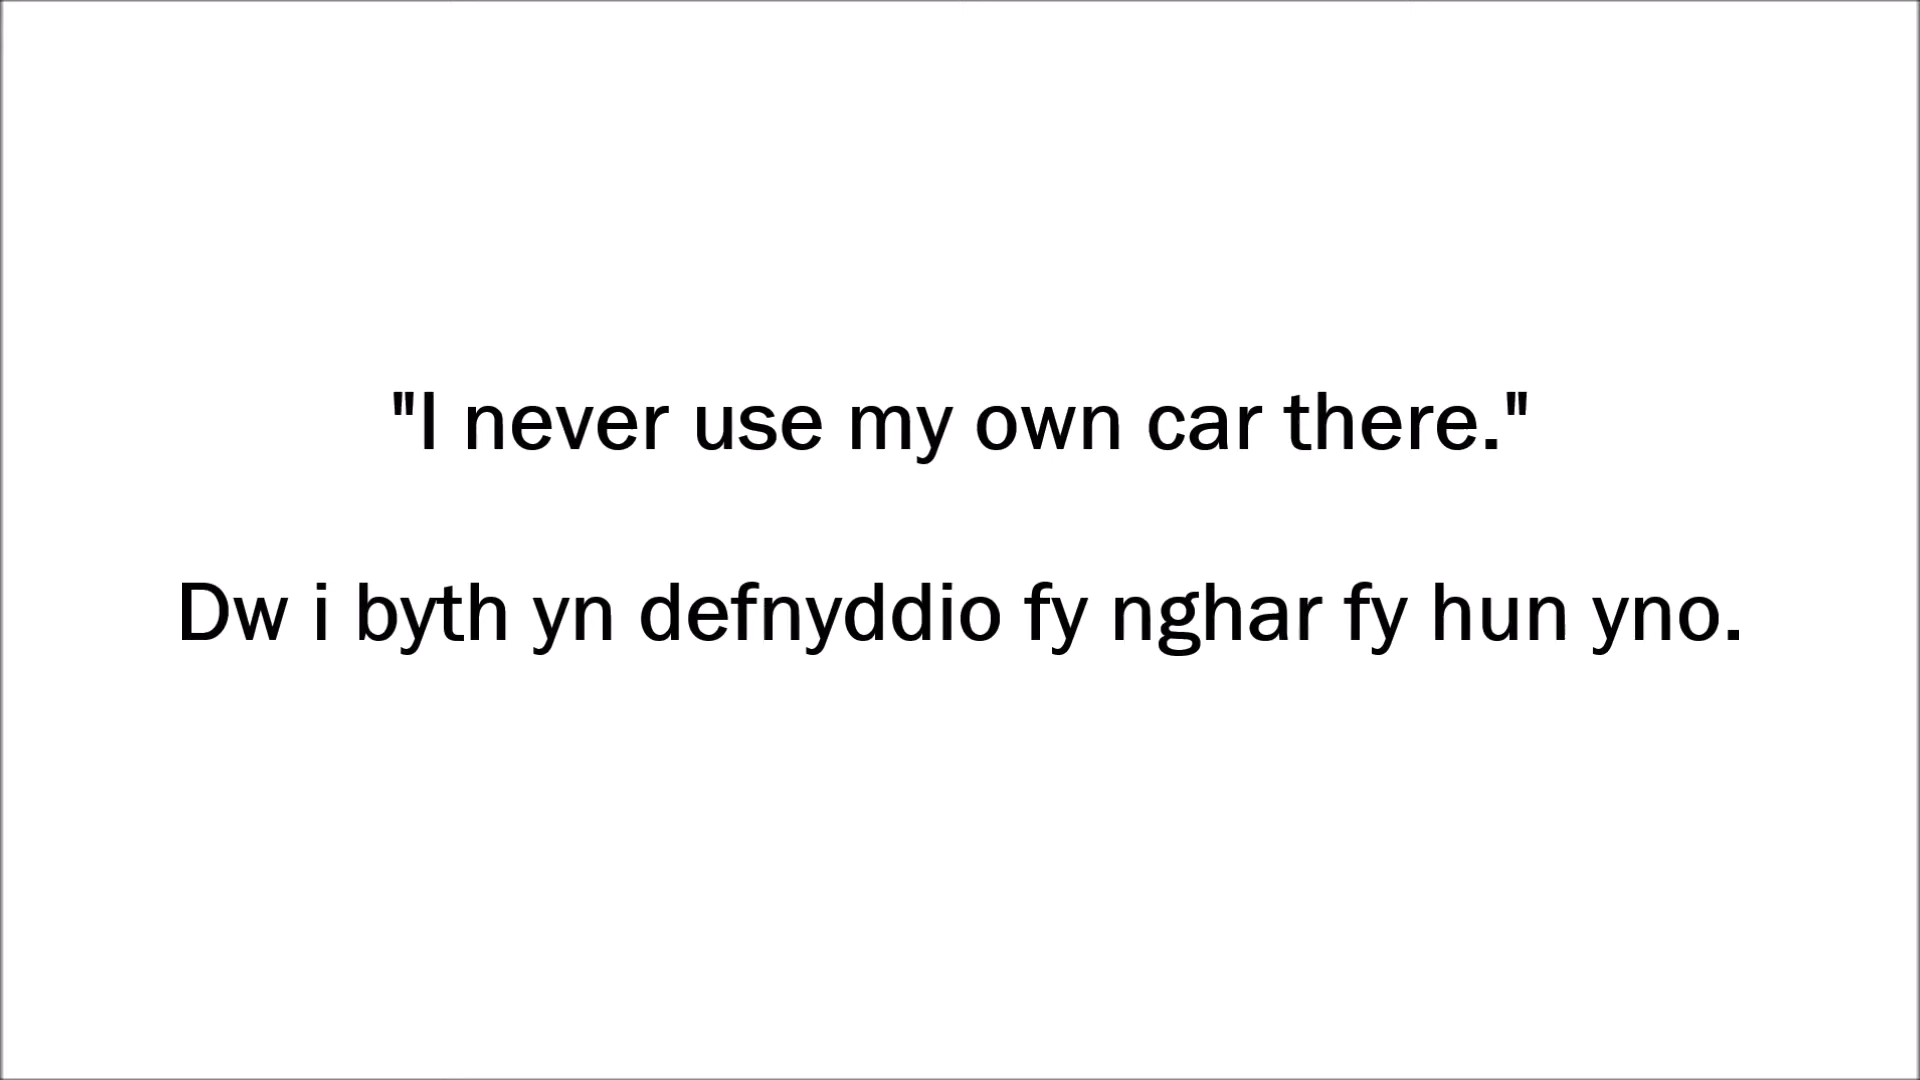 "I never use my own car there."
Dw i byth yn defnyddio fy nghar fy hun yno.